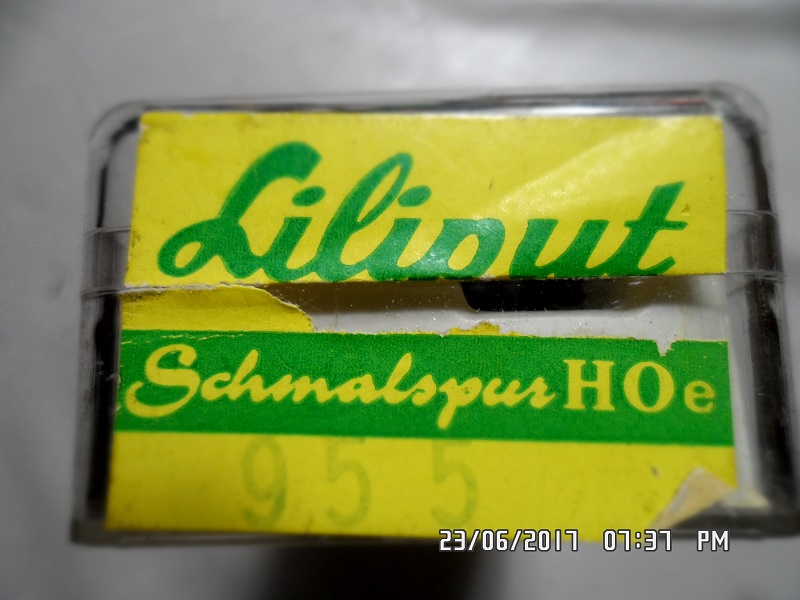 Liliput
Schmalspur HOe
955
23/06/2017 07:37 PM